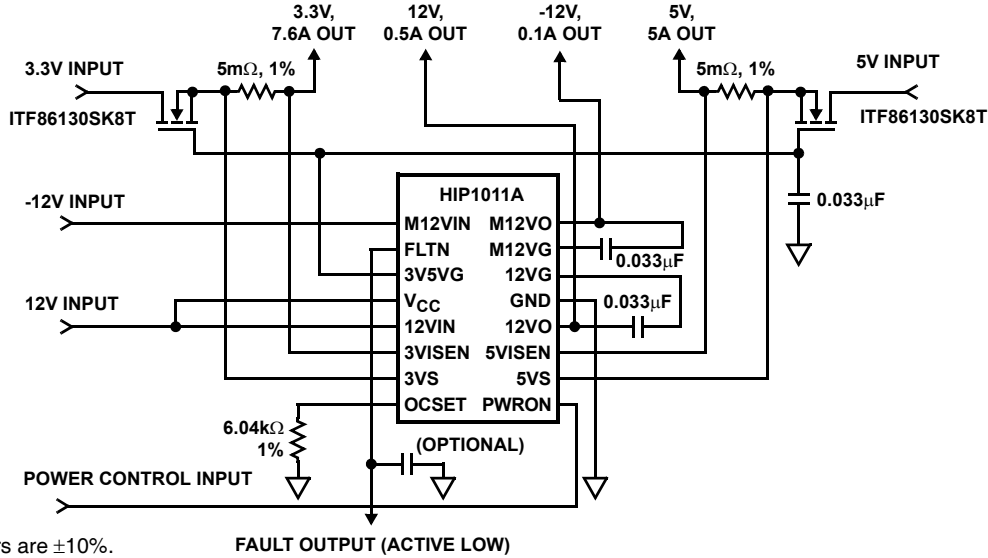 3.3V,
7.6A OUT
12V,
0.5A OUT
-12V,
0.1A OUT
5V,
5A OUT
3.3V INPUT
5mΩ, 1%
5mΩ, 1%
5V INPUT
ITF86130SK8T
ITF86130SK8T
HIP1011A
-12V INPUT
0.033µF
M12VIN M12VO
FLTN M12VG
0.033µF
3V5VG 12VG
12V INPUT
VCC GND
0.033µF
12VIN 12VO
3VISEN 5VISEN
3VS 5VS
OCSET PWRON
6.04kΩ
1%
(OPTIONAL)
POWER CONTROL INPUT
rs are ±10%.
FAULT OUTPUT (ACTIVE LOW)